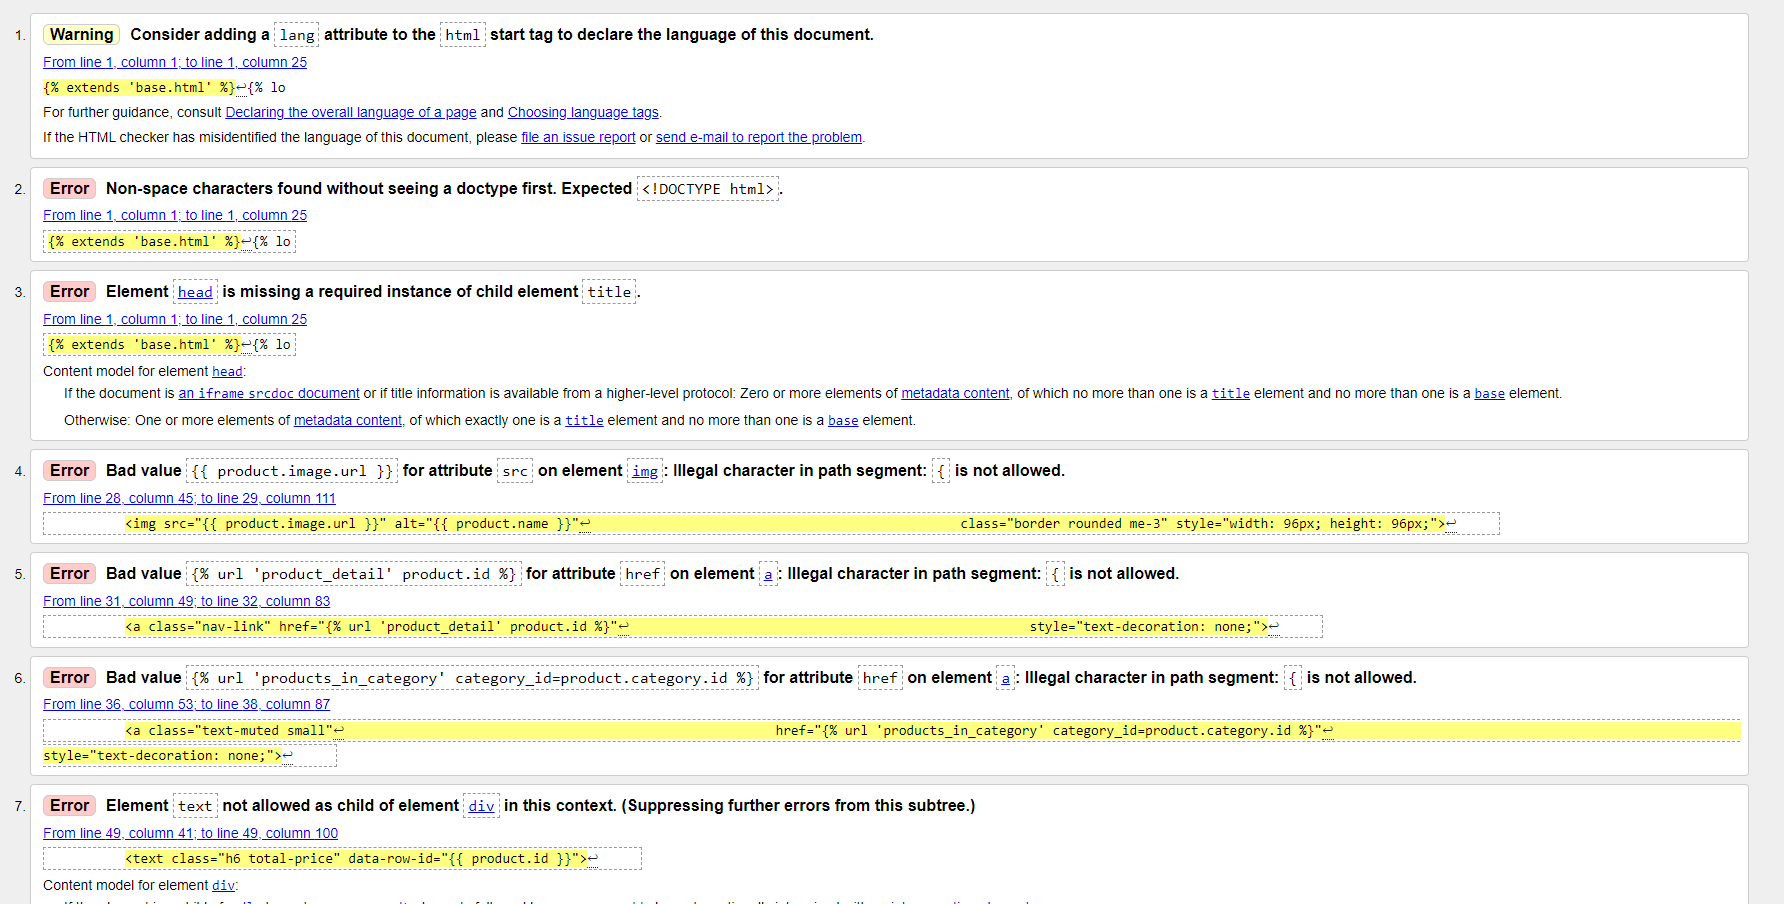 1. Warning Consider adding a lang attribute to the html start tag to declare the language of this document.
From line 1, column 1; to line 1, column 25
{% extends 'base.html' %}↩{% lo
For further guidance, consult Declaring the overall language of a page and Choosing language tags.
If the HTML checker has misidentified the language of this document, please file an issue report or send e-mail to report the problem.
2. Error Non-space characters found without seeing a doctype first. Expected <!DOCTYPE html>.
From line 1, column 1; to line 1, column 25
{% extends 'base.html' %}↩{% lo
3. Error Element head is missing a required instance of child element title.
From line 1, column 1; to line 1, column 25
{% extends 'base.html' %}↩{% lo
Content model for element head:
If the document is an iframe srcdoc document or if title information is available from a higher-level protocol: Zero or more elements of metadata content, of which no more than one is a title element and no more than one is a base element.
Otherwise: One or more elements of metadata content, of which exactly one is a title element and no more than one is a base element.
4. Error Bad value {{ product.image.url }} for attribute src on element img: Illegal character in path segment: { is not allowed.
From line 28, column 45; to line 29, column 111
<img src="{{ product.image.url }}" alt="{{ product.name }}"↩ class="border rounded me-3" style="width: 96px; height: 96px;">↩
5. Error Bad value {% url 'product_detail' product.id %} for attribute href on element a: Illegal character in path segment: { is not allowed.
From line 31, column 49; to line 32, column 83
<a class="nav-link" href="{% url 'product_detail' product.id %}"↩ style="text-decoration: none;">↩
6. Error Bad value {% url 'products_in_category' category_id=product.category.id %} for attribute href on element a: Illegal character in path segment: { is not allowed.
From line 36, column 53; to line 38, column 87
<a class="text-muted small"↩ href="{% url 'products_in_category' category_id=product.category.id %}"↩
style="text-decoration: none;">↩
7. Error Element text not allowed as child of element div in this context. (Suppressing further errors from this subtree.)
From line 49, column 41; to line 49, column 100
<text class="h6 total-price" data-row-id="{{ product.id }}">↩
Content model for element div: